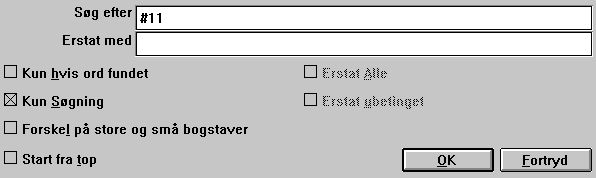 Søg efter #11
Erstat med
Kun hvis ord fundet Erstat Alle
Kun Søgning Erstat ubetinget
Forskel på store og små bogstaver
Start fra top OK Fortryd